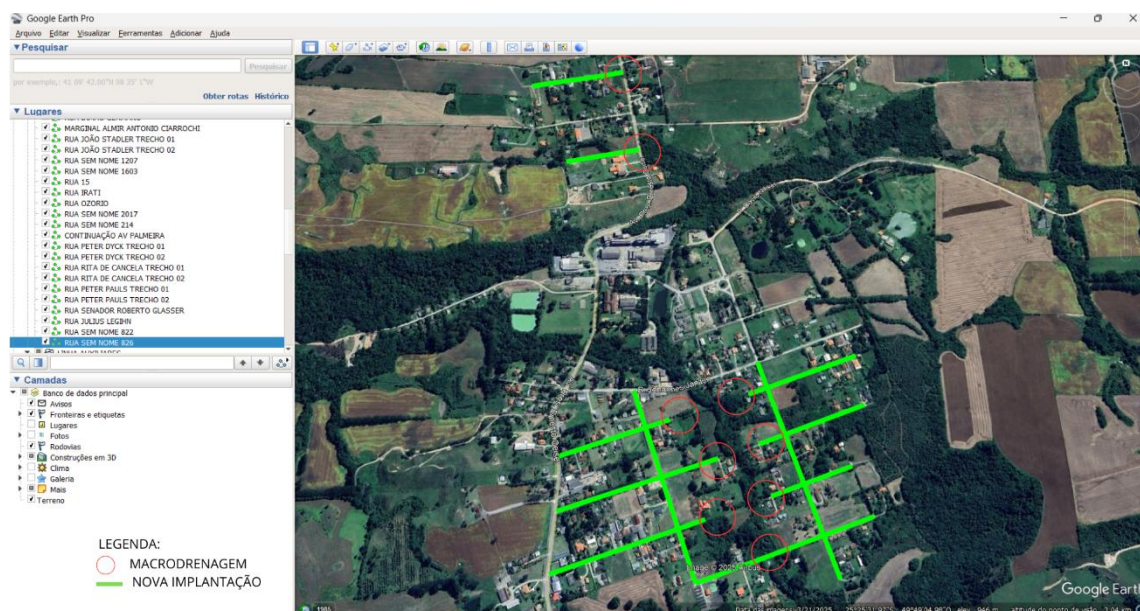 Google Earth Pro
Arquivo Editar Visualizar Ferramentas Adicionar Ajuda
Pesquisar
Pesquisar
por exemplo,:
Obter rotas Histórico
Lugares
MARGINAL ALMIR ANTONIO CIARROCHI
RUA JOÃO STADLER TRECHO 01
RUA JOÃO STADLER TRECHO 02
RUA SEM NOME 1207
RUA SEM NOME 1603
RUA 15
RUA IRATI
RUA OZORIO
RUA SEM NOME 2017
RUA SEM NOME 214
CONTINUAÇÃO AV PALMEIRA
RUA PETER DYCK TRECHO 01
RUA PETER DYCK TRECHO 02
RUA RITA DE CANCELA TRECHO 01
RUA RITA DE CANCELA TRECHO 02
RUA PETER PAULS TRECHO 01
RUA PETER PAULS TRECHO 02
RUA SENADOR ROBERTO GLASSER
RUA JULIUS LEGIHN
RUA SEM NOME 822
RUA SEM NOME 826
Camadas
Banco de dados principal
Avisos
Fronteiras e etiquetas
Lugares
Fotos
Rodovias
Construções em 3D
Clima
Galeria
Mais
Terreno
LEGENDA:
MACRODRENAGEM
NOVA IMPLANTAÇÃO
Image © 2025 Airbus
Google Earth
1985